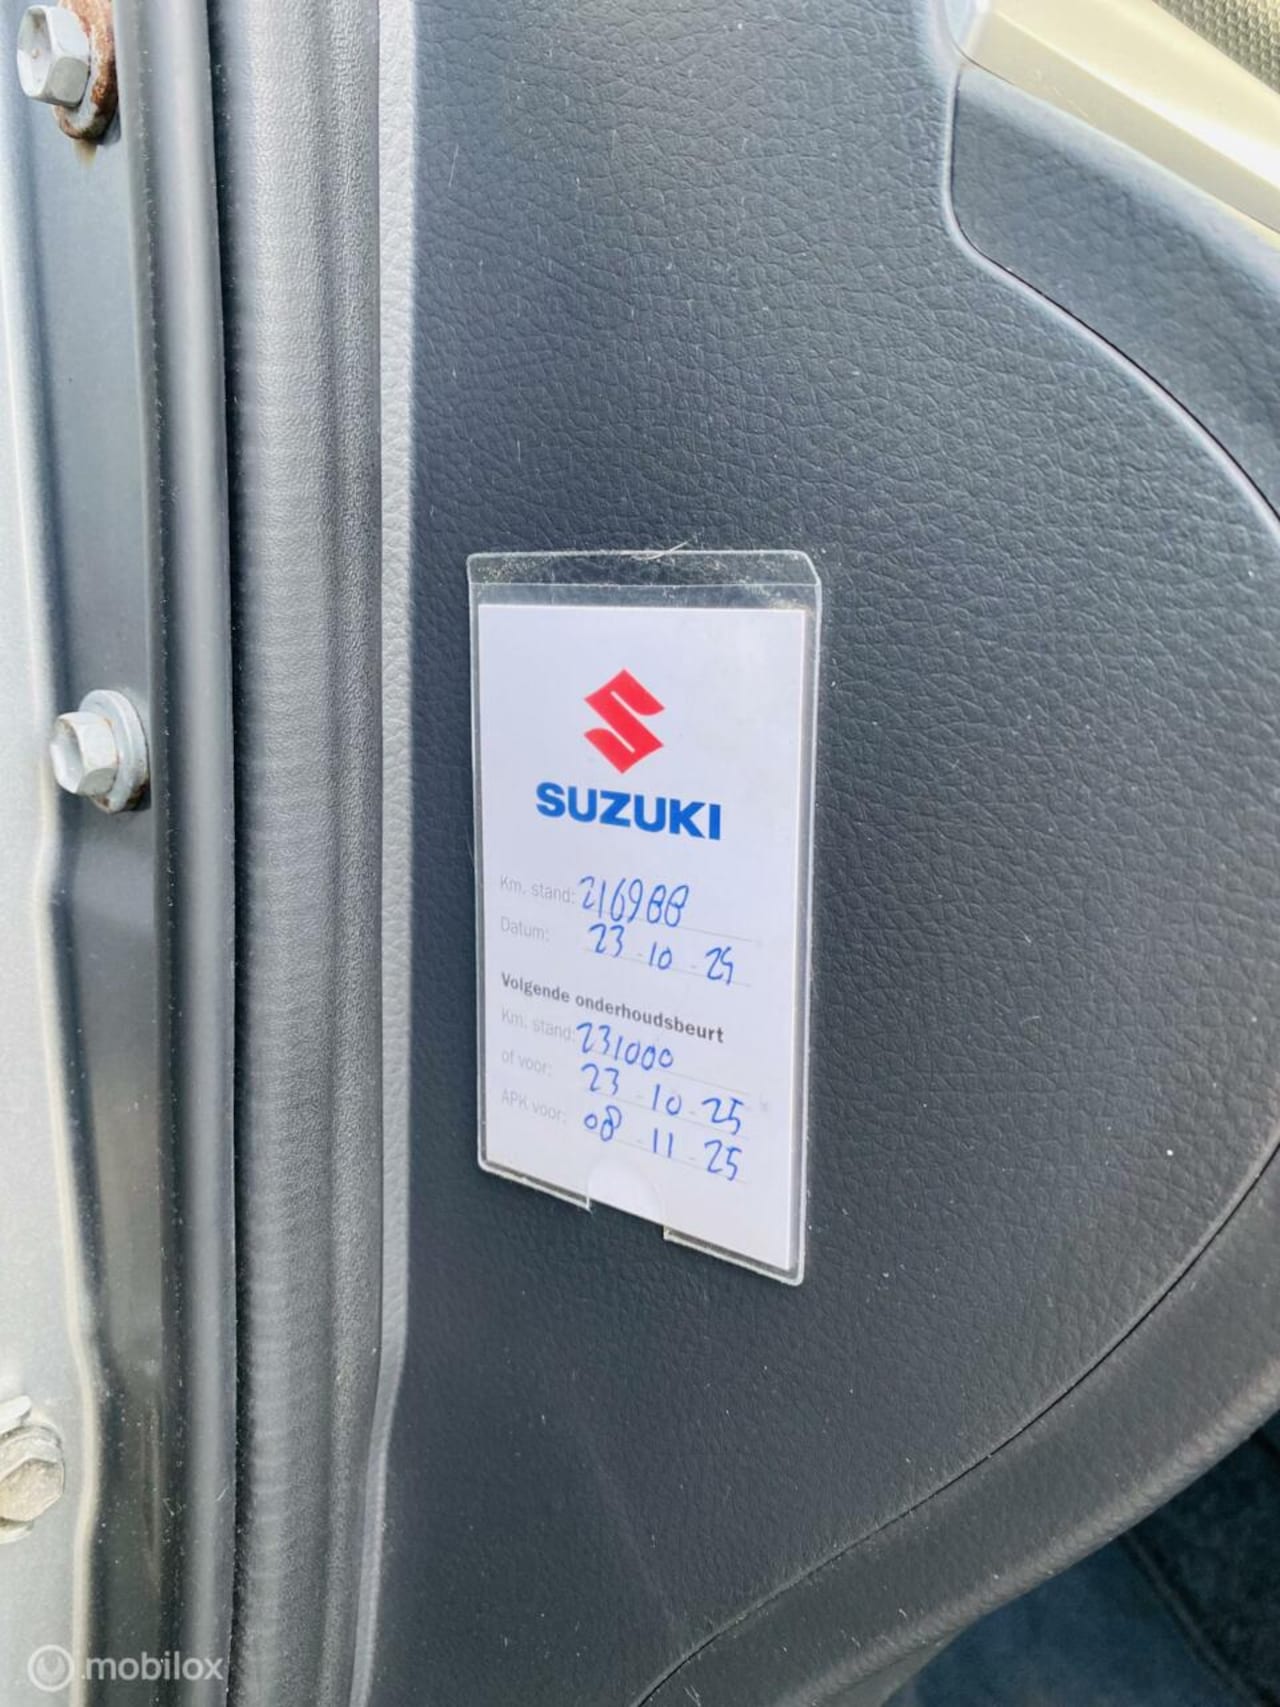 SUZUKI
Km. stand: 216988
Datum: 23-10-24
Volgende onderhoudsbeurt
Km. stand: 231000
of voor: 23-10-25
APK voor: 08-11-25
mobilox